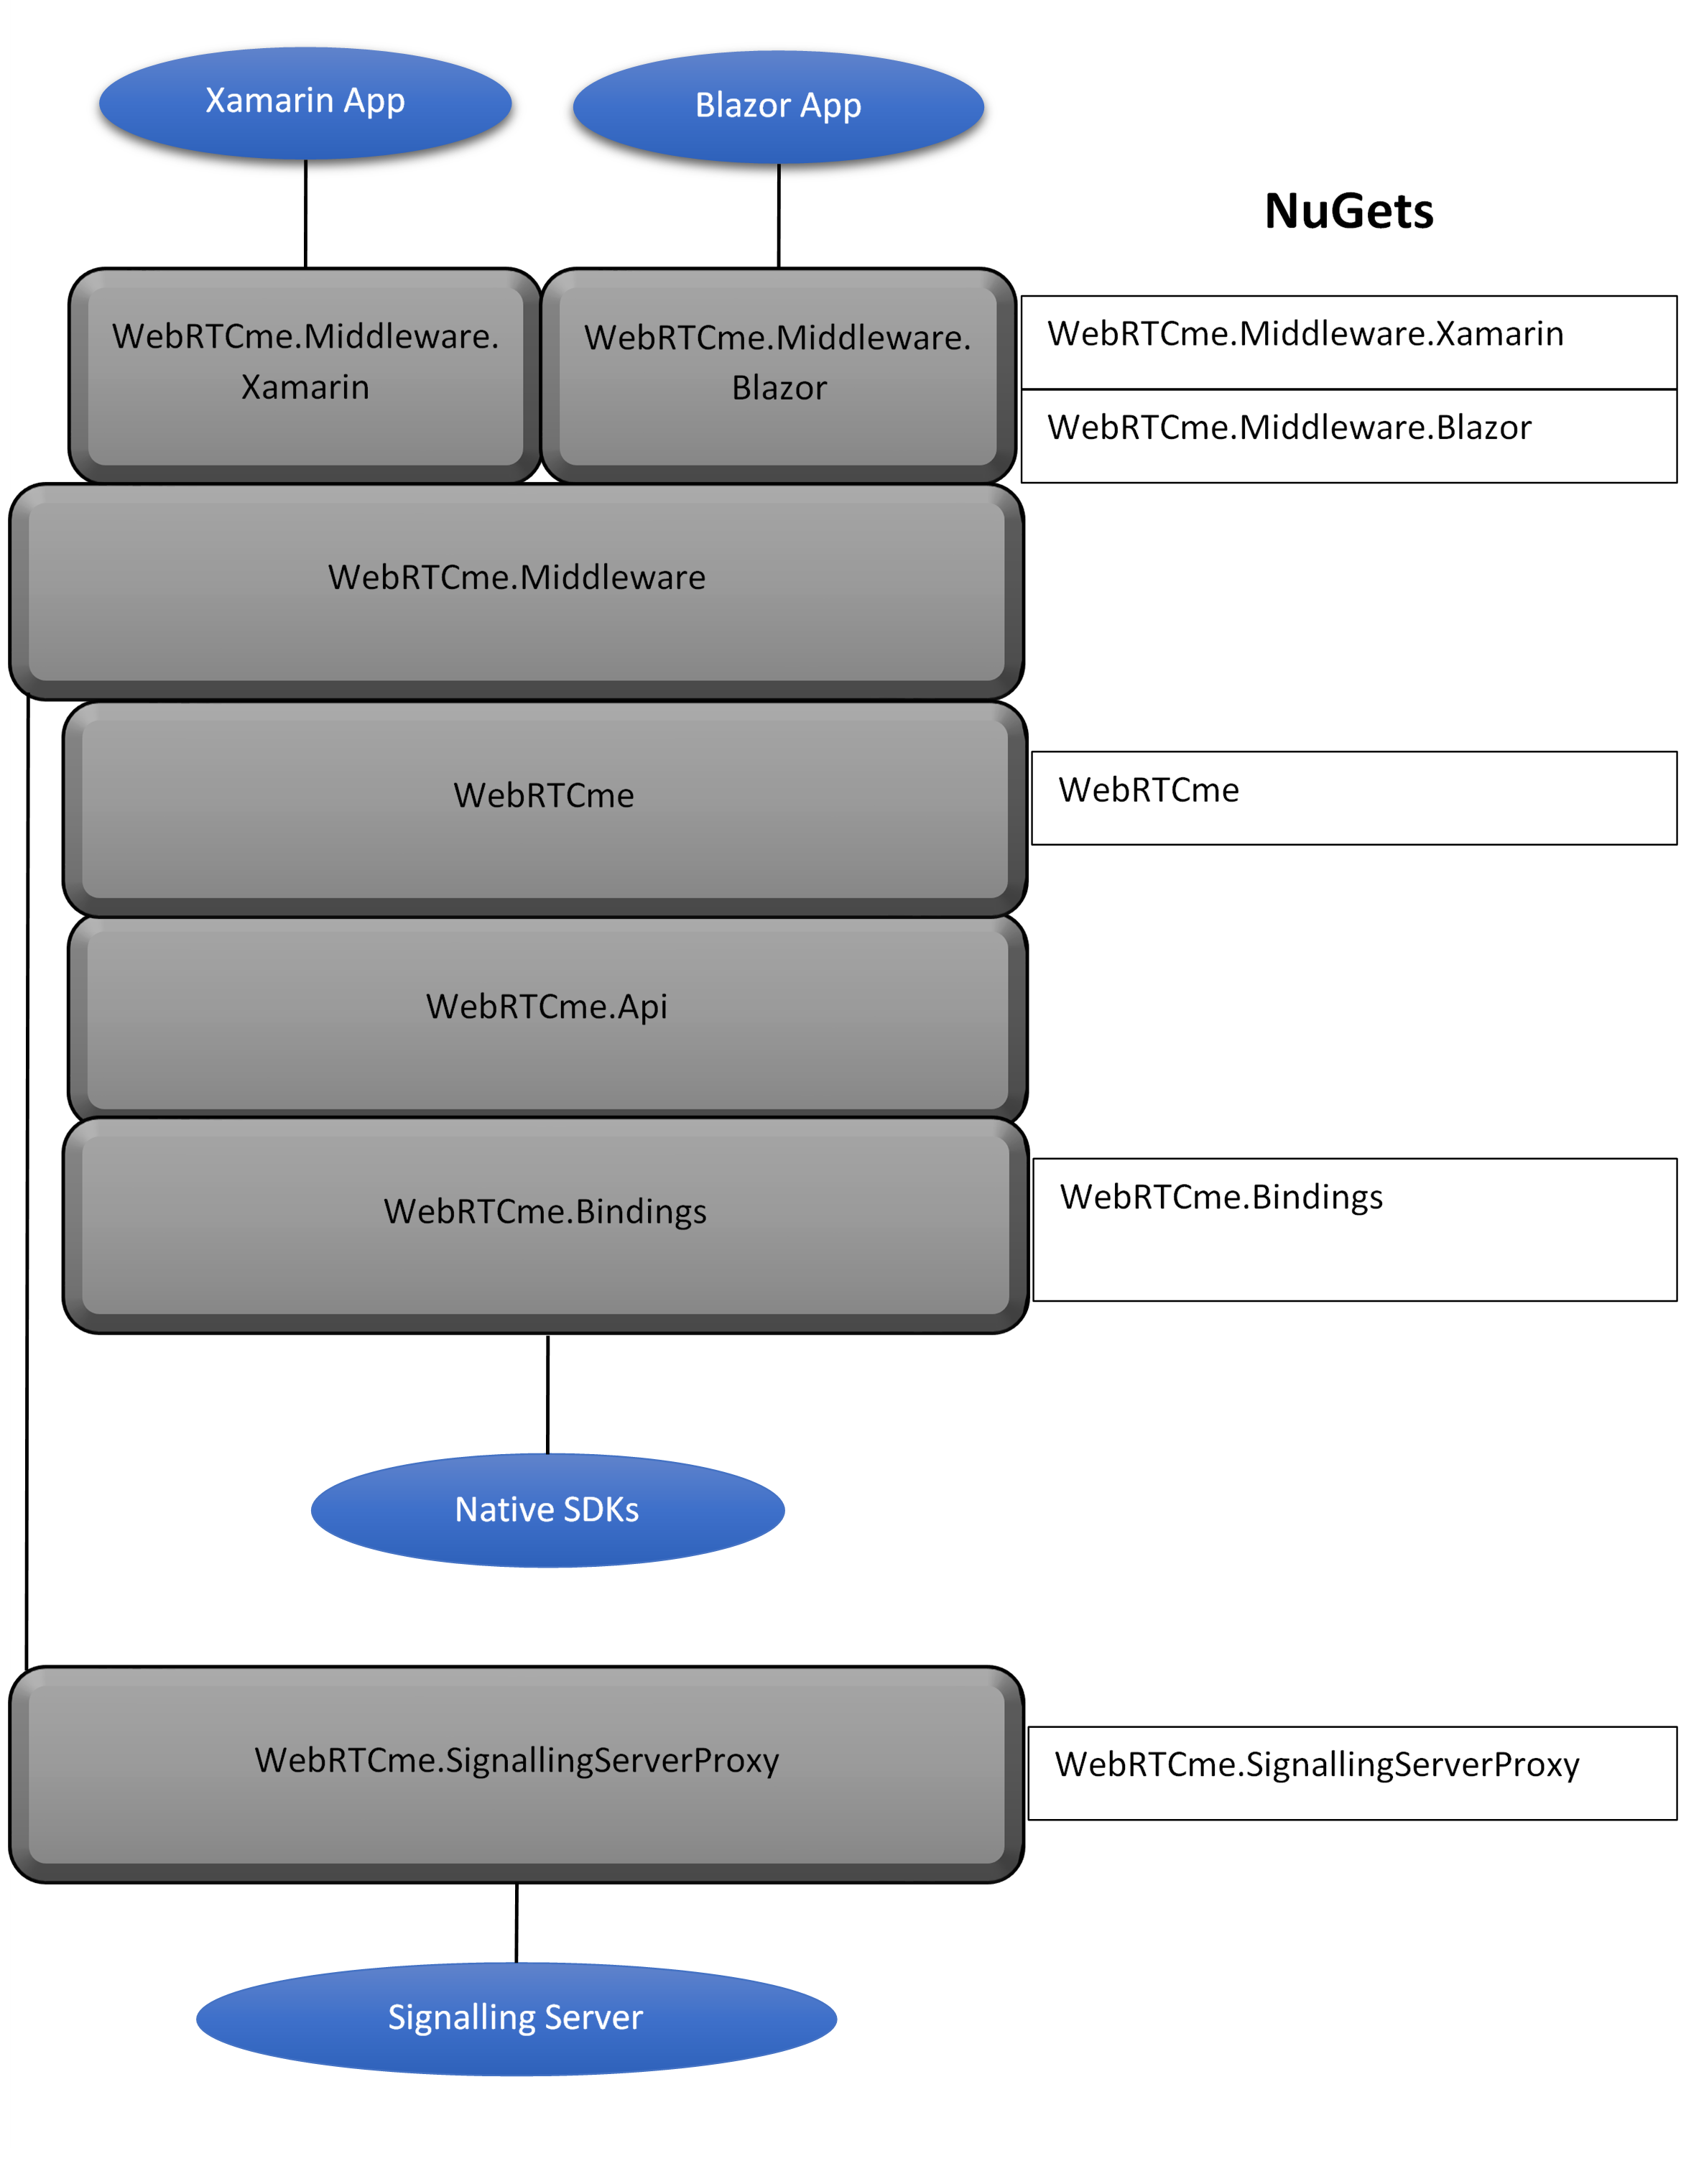 Xamarin App
Blazor App
NuGets
WebRTCme.Middleware.
Xamarin
WebRTCme.Middleware.
Blazor
WebRTCme.Middleware.Xamarin
WebRTCme.Middleware.Blazor
WebRTCme.Middleware
WebRTCme
WebRTCme
WebRTCme.Api
WebRTCme.Bindings
WebRTCme.Bindings
Native SDKs
WebRTCme.SignallingServerProxy
WebRTCme.SignallingServerProxy
Signalling Server